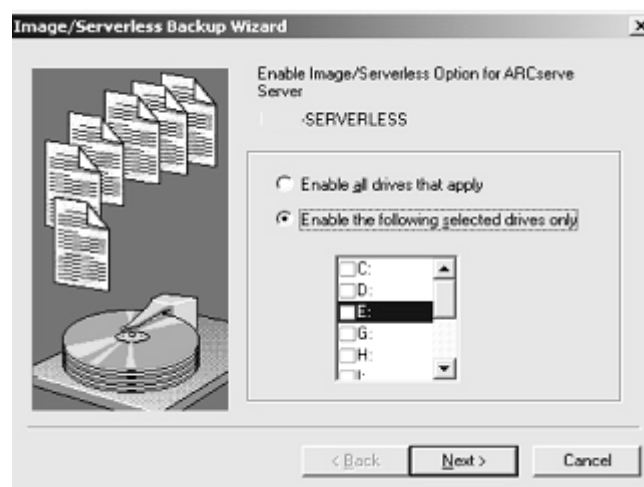 Image/Serverless Backup Wizard
Enable Image/Serverless Option for ARCserve
Server
-SERVERLESS
Enable all drives that apply
Enable the following selected drives only
C:
D:
E:
G:
H:
I:
< Back
Next >
Cancel